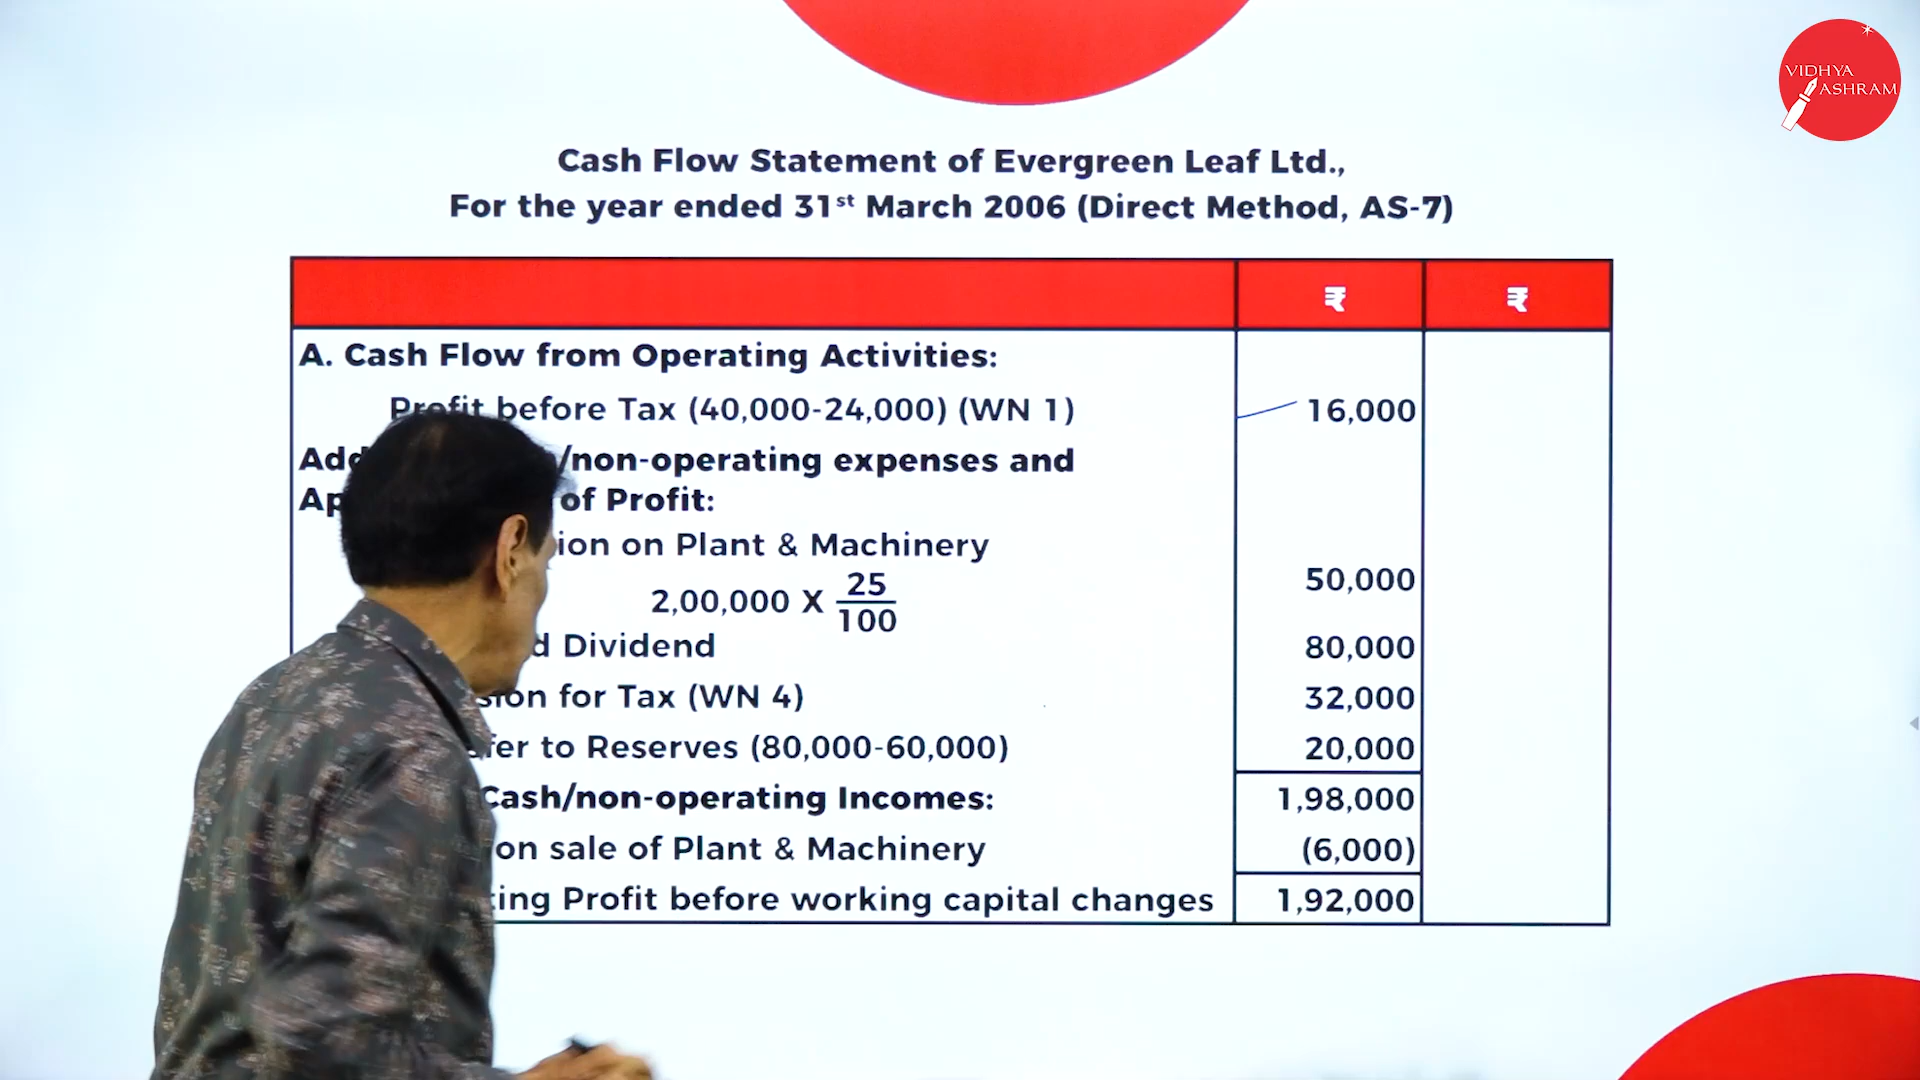 VIDHYA
ASHRAM
Cash Flow Statement of Evergreen Leaf Ltd.,
For the year ended 31st March 2006 (Direct Method, AS-7)
₹ ₹
A. Cash Flow from Operating Activities:
Profit before Tax (40,000-24,000) (WN 1) 16,000
Add /non-operating expenses and
of Profit:
on Plant & Machinery
2,00,000 X 25/100 50,000
Dividend 80,000
for Tax (WN 4) 32,000
to Reserves (80,000-60,000) 20,000
Cash/non-operating Incomes: 1,98,000
on sale of Plant & Machinery (6,000)
Profit before working capital changes 1,92,000